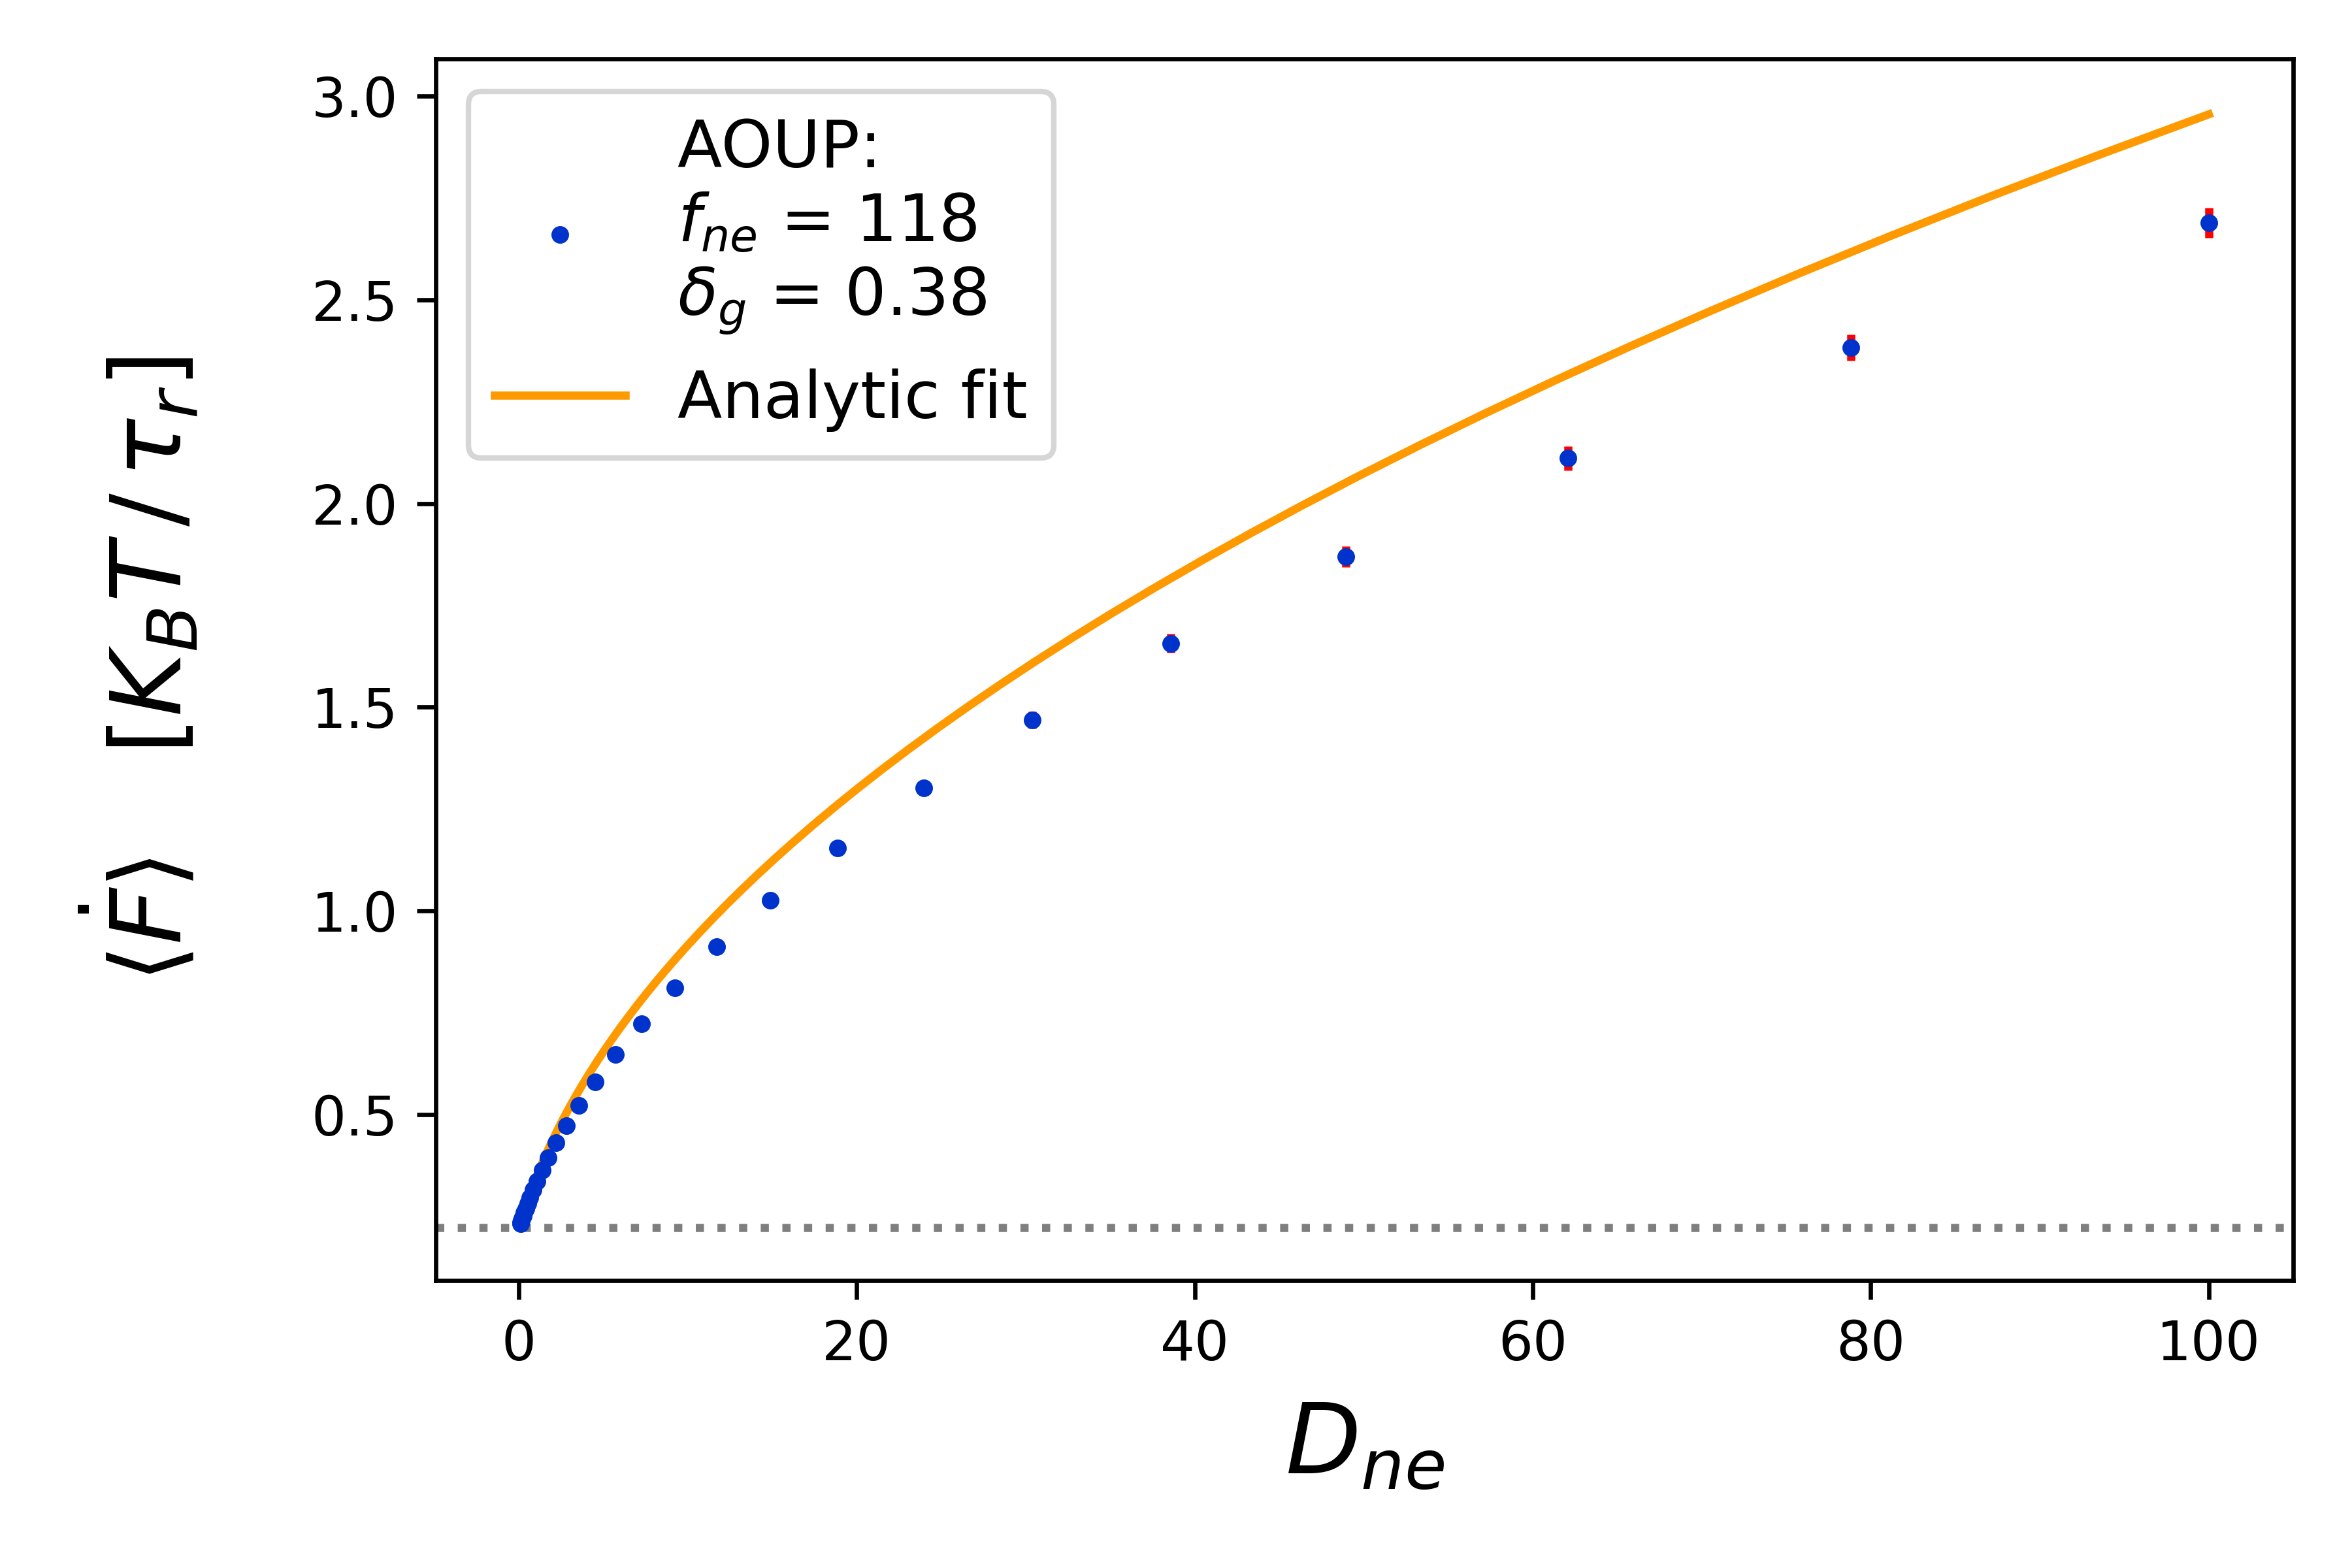 AOUP:
f_ne = 118
δ_g = 0.38
Analytic fit
⟨Ḟ⟩ [K_BT / τ_r]
3.0
2.5
2.0
1.5
1.0
0.5
0 20 40 60 80 100
D_ne